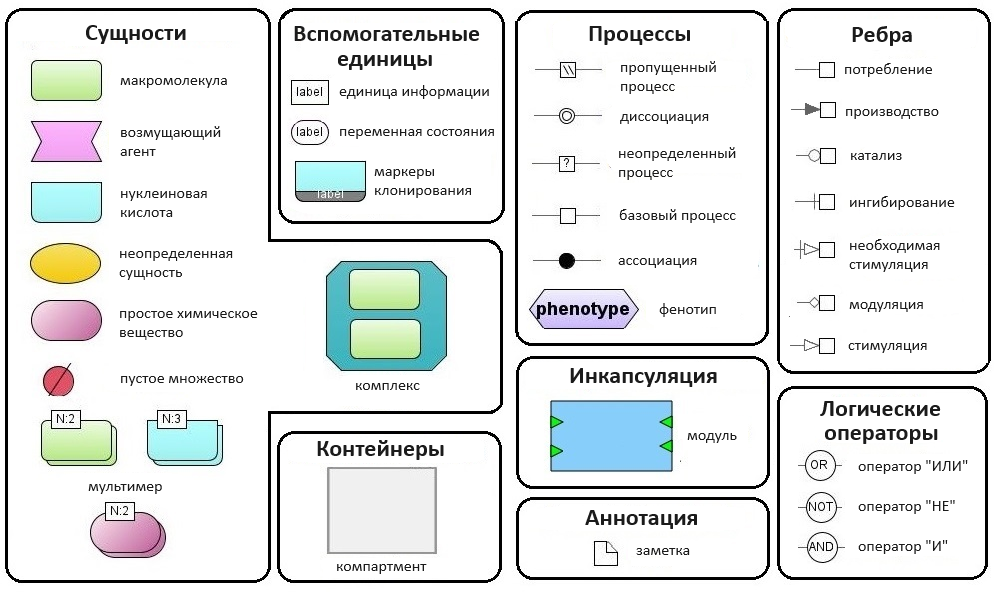 Сущности
макромолекула
возмущающий
агент
нуклеиновая
кислота
неопределенная
сущность
простое химическое
вещество
пустое множество
N:2
N:3
мультимер
N:2
комплекс
Вспомогательные
единицы
label
единица информации
label
переменная состояния
label
маркеры
клонирования
Контейнеры
компартмент
Процессы
\\
пропущенный
процесс
диссоциация
?
неопределенный
процесс
базовый процесс
ассоциация
phenotype
фенотип
Инкапсуляция
модуль
Аннотация
заметка
Ребра
потребление
производство
катализ
ингибирование
необходимая
стимуляция
модуляция
стимуляция
Логические
операторы
OR
оператор "ИЛИ"
NOT
оператор "НЕ"
AND
оператор "И"